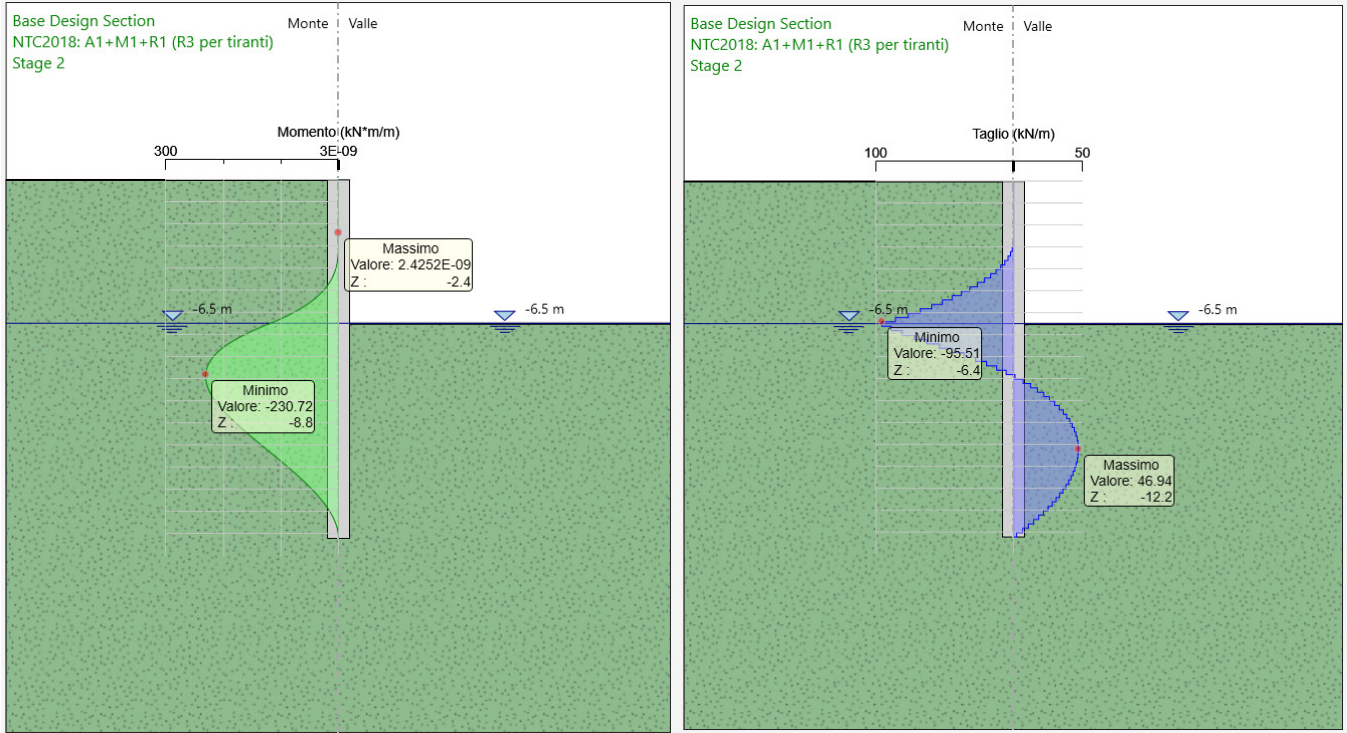 Base Design Section
NTC2018: A1+M1+R1 (R3 per tiranti)
Stage 2
Monte
Valle
Momento (kN*m/m)
300
3E-09
Massimo
Valore: 2.4252E-09
Z : -2.4
-6.5 m
-6.5 m
Minimo
Valore: -230.72
Z : -8.8
Base Design Section
NTC2018: A1+M1+R1 (R3 per tiranti)
Stage 2
Monte
Valle
Taglio (kN/m)
100
50
-6.5 m
-6.5 m
Minimo
Valore: -95.51
Z : -6.4
Massimo
Valore: 46.94
Z : -12.2